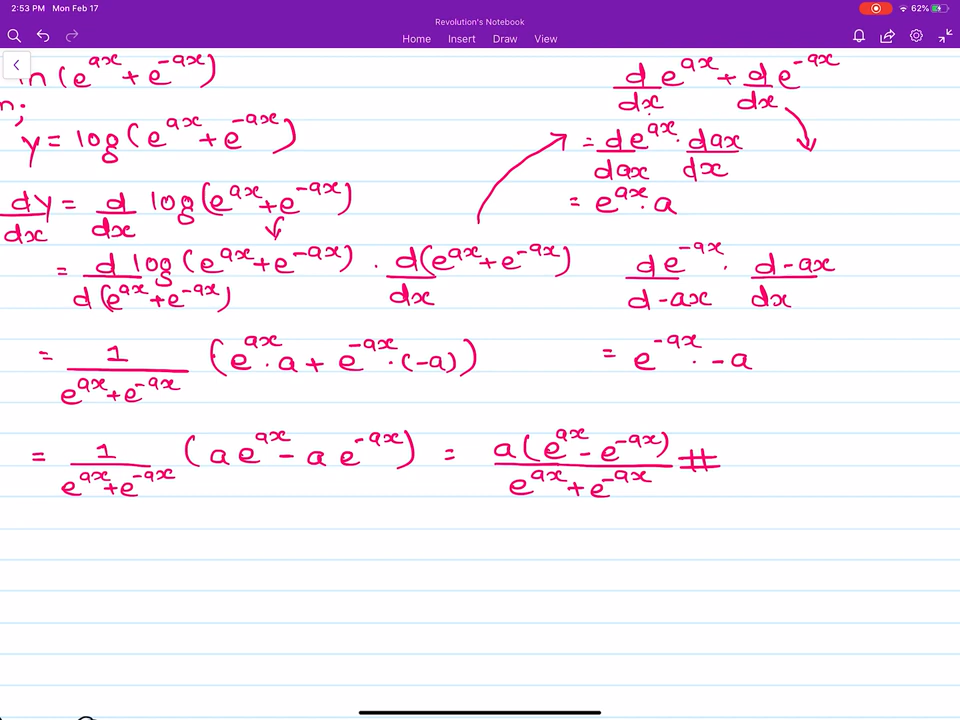 2:53 PM Mon Feb 17
62%
Revolution's Notebook
Home Insert Draw View
ln(e^ax + e^-ax)
n;
y = log(e^ax + e^-ax)
dy/dx = d/dx log(e^ax + e^-ax)
= d log(e^ax + e^-ax) / d(e^ax + e^-ax) · d(e^ax + e^-ax)/dx
= 1/(e^ax + e^-ax) (e^ax · a + e^-ax · (-a))
= 1/(e^ax + e^-ax) (ae^ax - ae^-ax) = a(e^ax - e^-ax)/(e^ax + e^-ax) #
d/dx e^ax + d/dx e^-ax
= de^ax/dax · dax/dx
= e^ax · a
de^-ax/d-ax · d-ax/dx
= e^-ax · -a